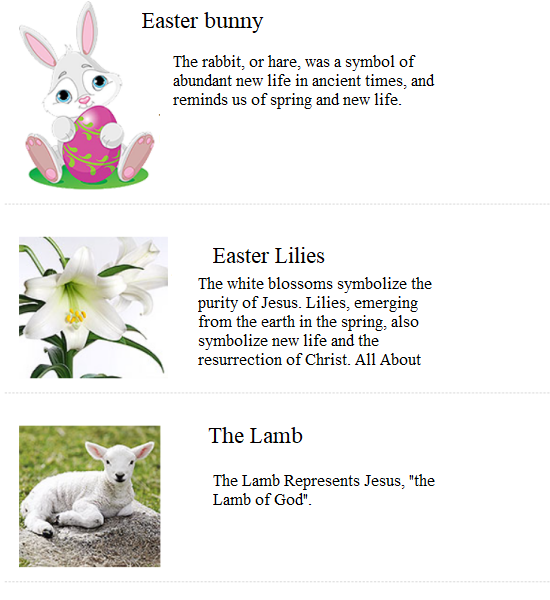 Easter bunny
The rabbit, or hare, was a symbol of
abundant new life in ancient times, and
reminds us of spring and new life.
Easter Lilies
The white blossoms symbolize the
purity of Jesus. Lilies, emerging
from the earth in the spring, also
symbolize new life and the
resurrection of Christ. All About
The Lamb
The Lamb Represents Jesus, "the
Lamb of God".